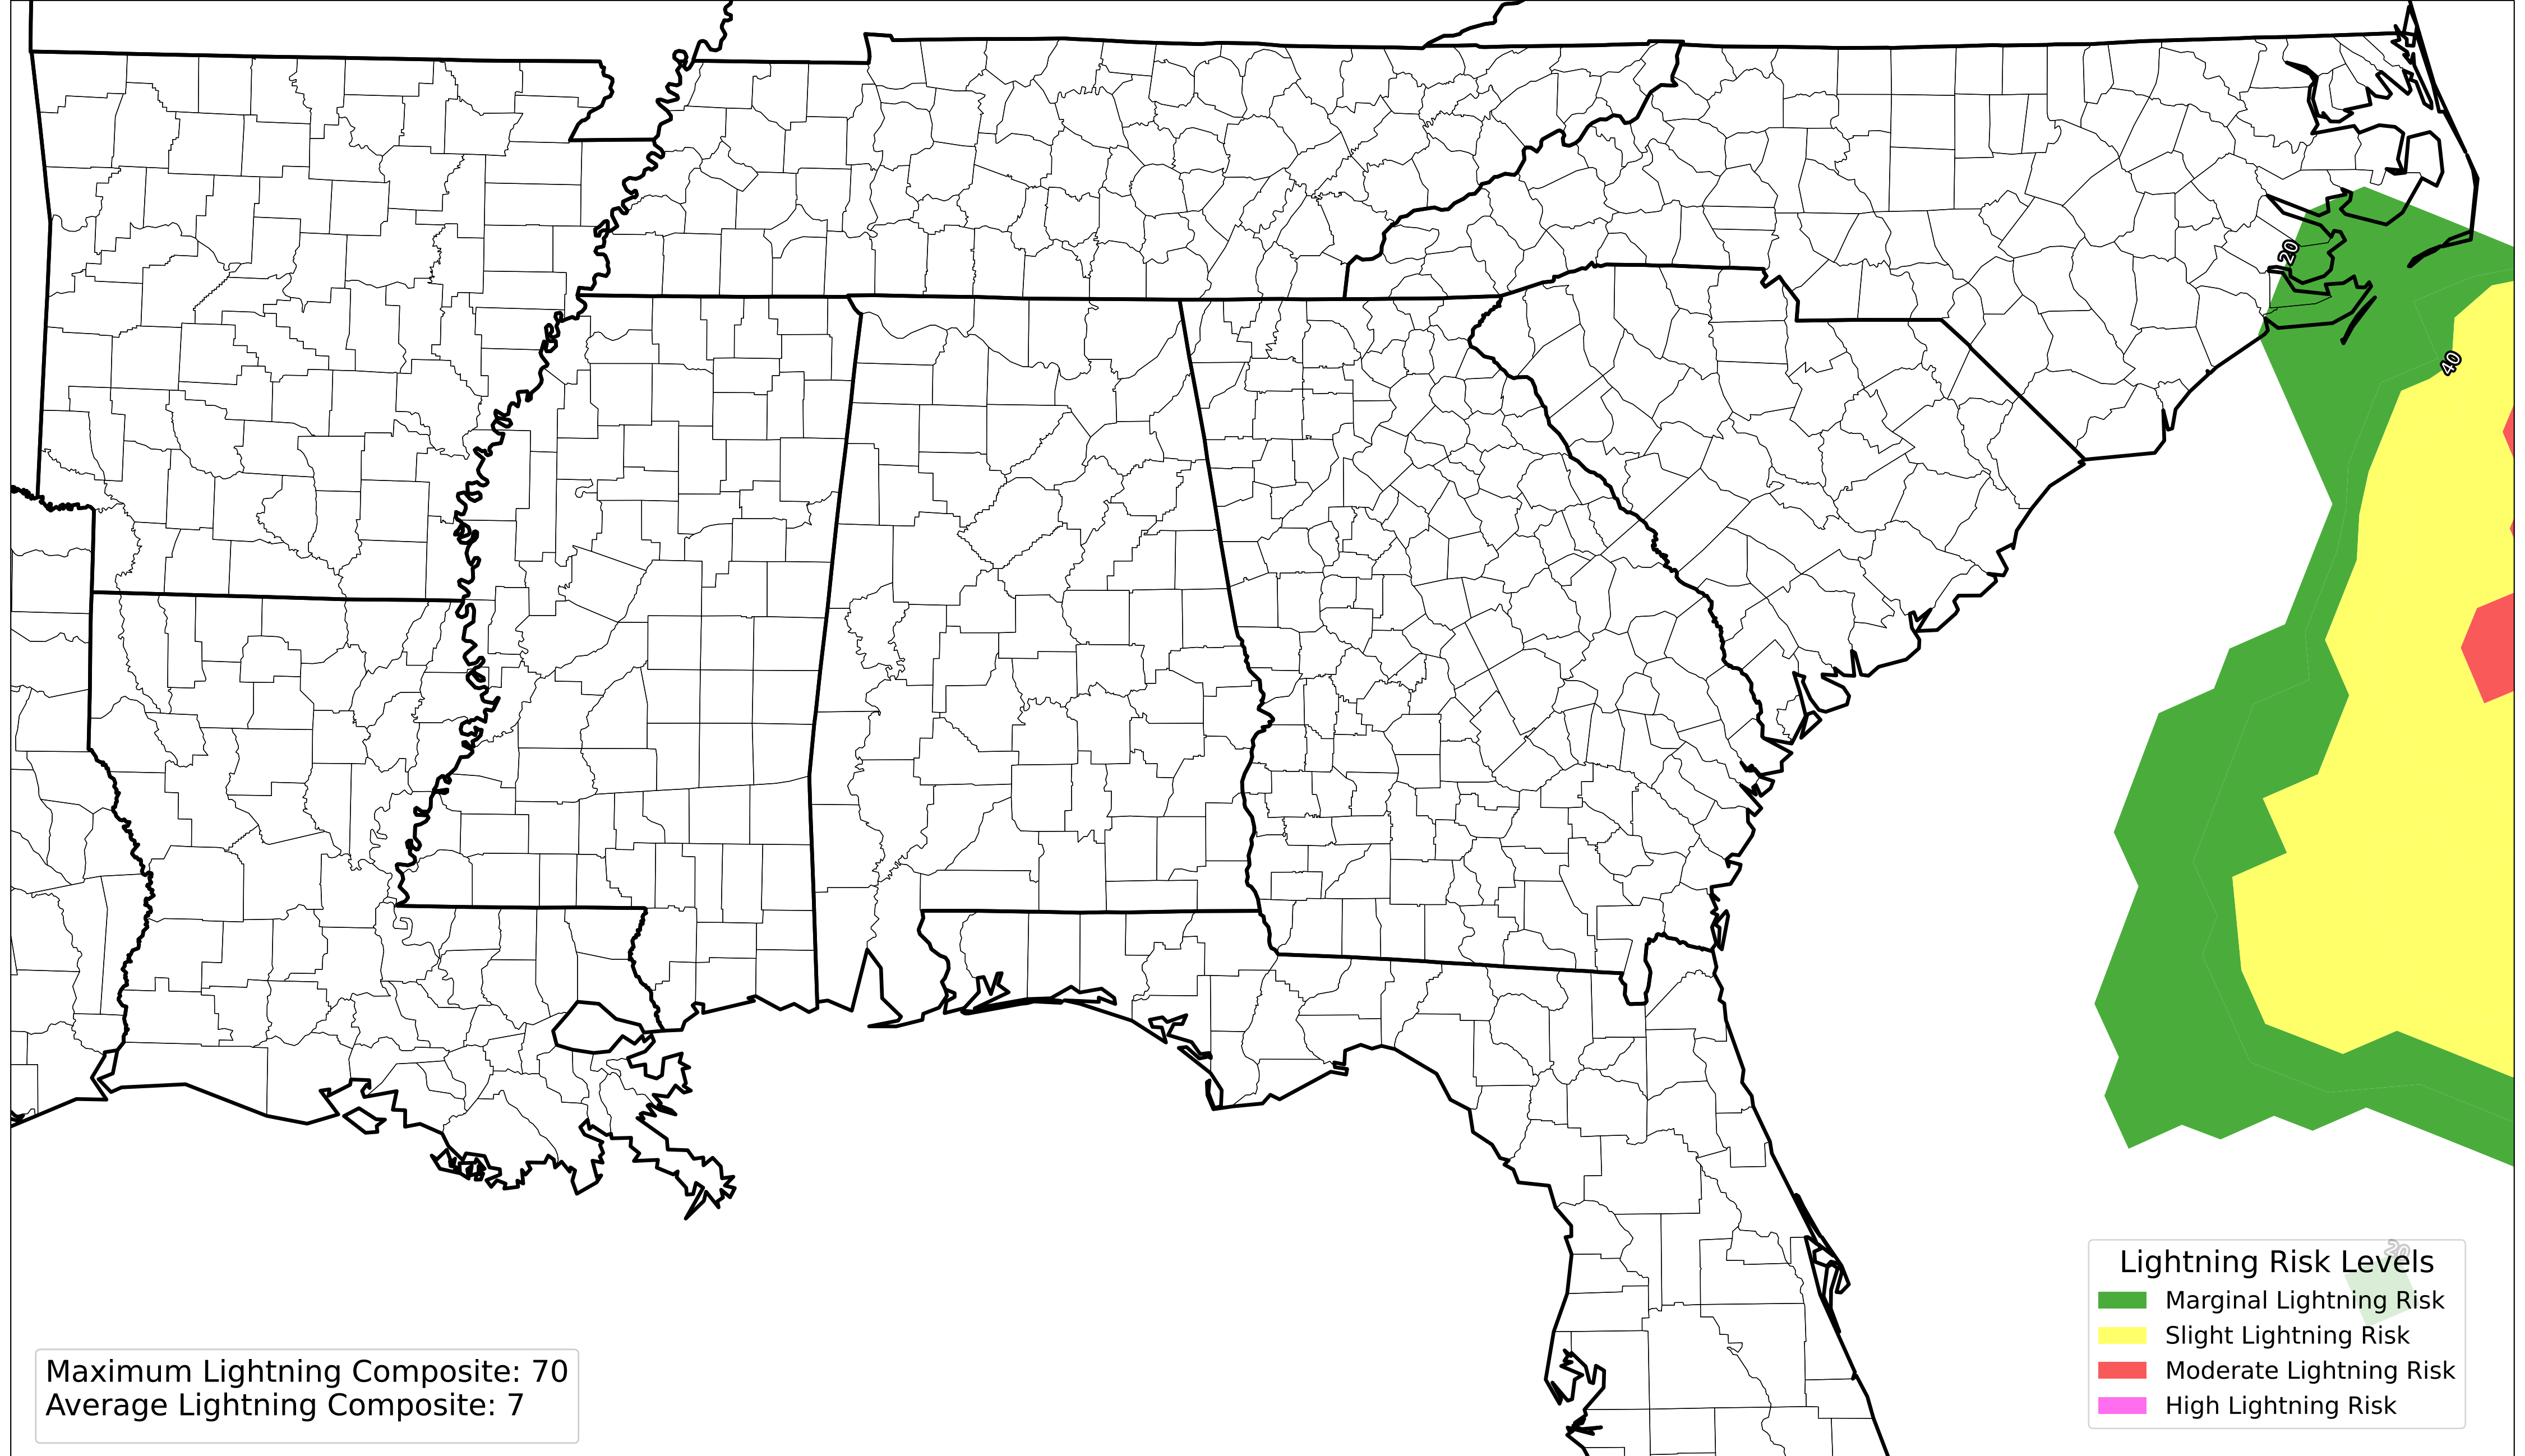 20
40
20
Lightning Risk Levels
Marginal Lightning Risk
Slight Lightning Risk
Moderate Lightning Risk
High Lightning Risk
Maximum Lightning Composite: 70
Average Lightning Composite: 7